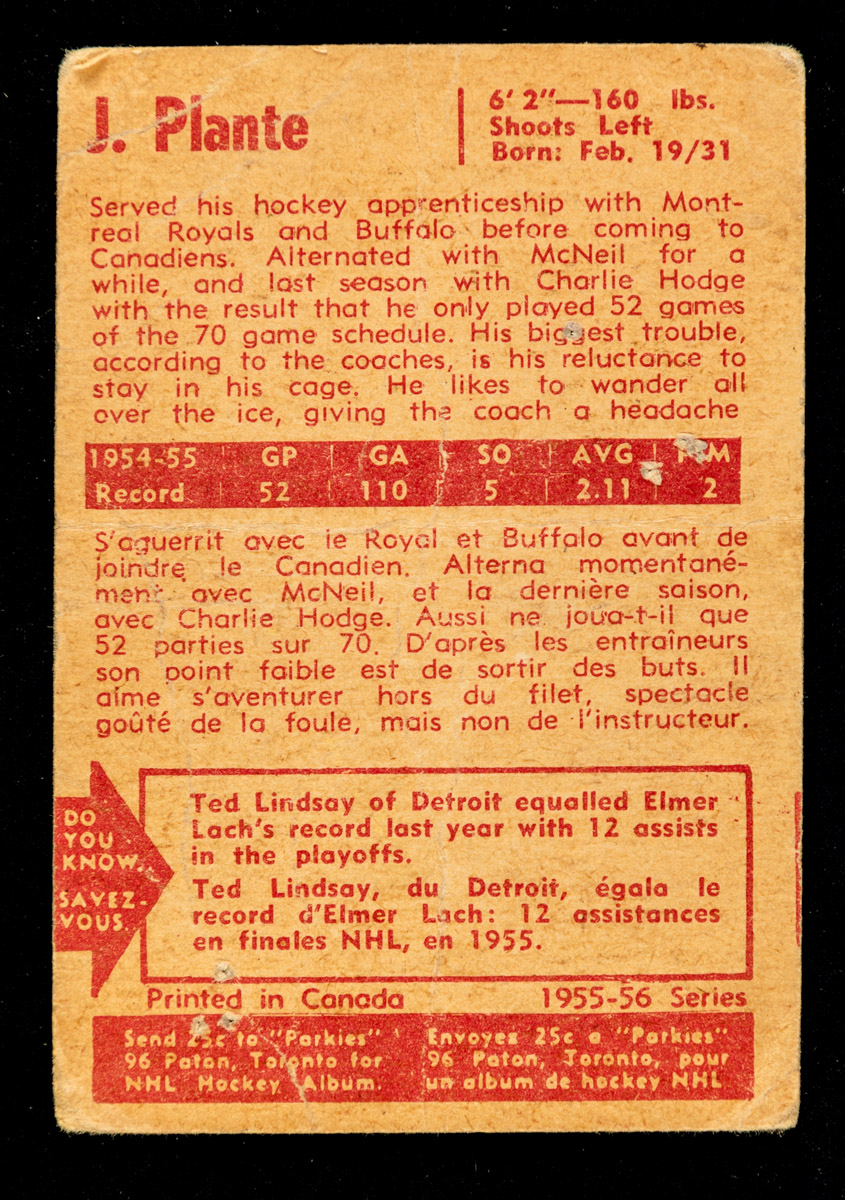 J. Plante
6' 2"—160 lbs.
Shoots Left
Born: Feb. 19/31
Served his hockey apprenticeship with Mont-
real Royals and Buffalo before coming to
Canadiens. Alternated with McNeil for a
while, and last season with Charlie Hodge
with the result that he only played 52 games
of the 70 game schedule. His biggest trouble,
according to the coaches, is his reluctance to
stay in his cage. He likes to wander all
over the ice, giving the coach a headache
1954-55 GP GA SO AVG PIM
Record 52 110 5 2.11 2
S'aguerrit avec le Royal et Buffalo avant de
joindre le Canadien. Alterna momentané-
ment avec McNeil, et la dernière saison,
avec Charlie Hodge. Aussi ne joua-t-il que
52 parties sur 70. D'après les entraîneurs
son point faible est de sortir des buts. Il
aime s'aventurer hors du filet, spectacle
goûté de la foule, mais non de l'instructeur.
DO
YOU
KNOW...
SAVEZ-
VOUS.
Ted Lindsay of Detroit equalled Elmer
Lach's record last year with 12 assists
in the playoffs.
Ted Lindsay, du Detroit, égala le
record d'Elmer Lach: 12 assistances
en finales NHL, en 1955.
Printed in Canada 1955-56 Series
Send 25c to "Parkies"
96 Paton, Toronto for
NHL Hockey Album.
Envoyez 25c a "Parkies"
96 Paton, Toronto, pour
un album de hockey NHL